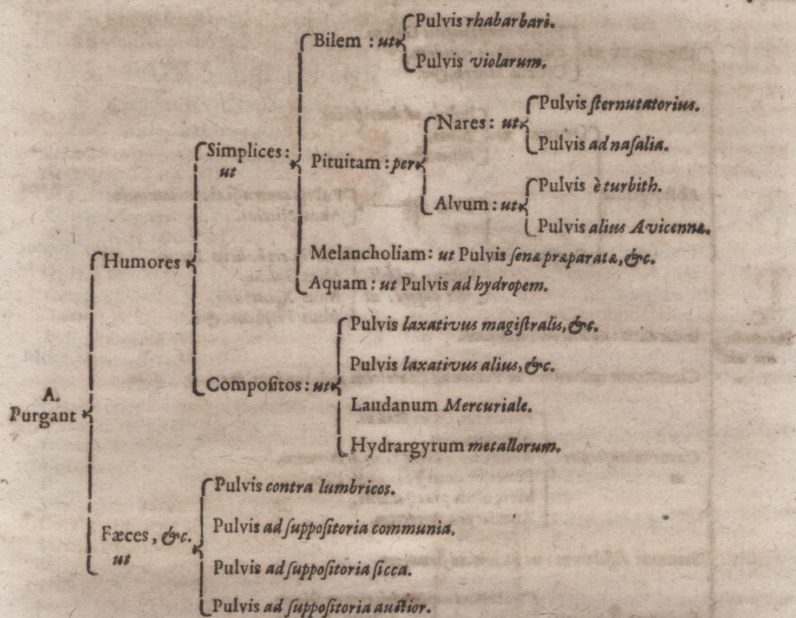 Pulvis rhabarbari.
Bilem : ut
Pulvis violarum.
Pulvis ſternutatorius.
Nares : ut
Pulvis ad naſalia.
Simplices :
ut
Pituitam : per
Pulvis è turbith.
Alvum : ut
Pulvis alius Avicennæ.
Humores
Melancholiam : ut Pulvis ſenæ præparatæ, &c.
Aquam : ut Pulvis ad hydropem.
Pulvis laxativus magiſtralis, &c.
Pulvis laxativus alius, &c.
Compoſitos : ut
Laudanum Mercuriale.
Hydrargyrum metallorum.
A.
Purgant
Pulvis contra lumbricos.
Pulvis ad ſuppoſitoria communia.
Fæces, &c.
ut
Pulvis ad ſuppoſitoria ſicca.
Pulvis ad ſuppoſitoria auctior.